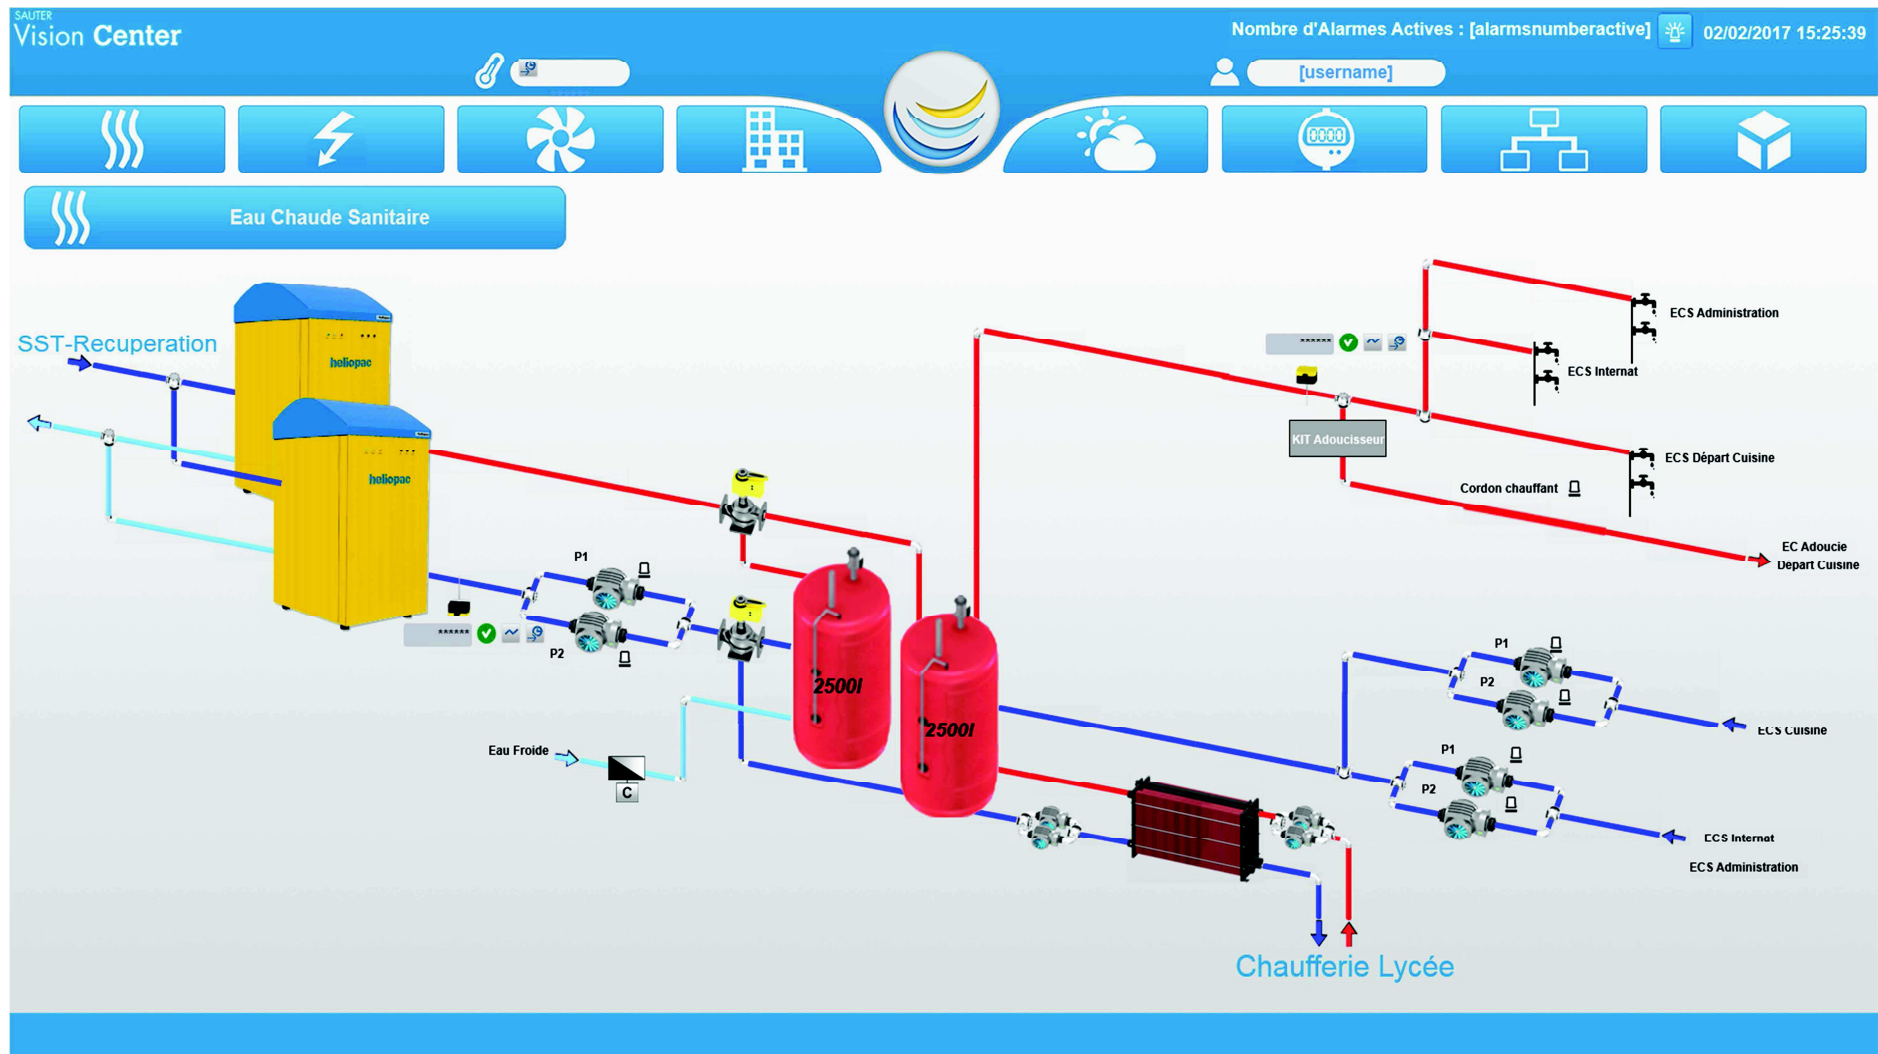 SAUTER
Vision Center
Nombre d'Alarmes Actives : [alarmsnumberactive]
02/02/2017 15:25:39
[username]
0000
Eau Chaude Sanitaire
SST-Recuperation
heliopac
heliopac
******
ECS Administration
ECS Internat
KIT Adoucisseur
ECS Départ Cuisine
Cordon chauffant
EC Adoucie
Départ Cuisine
P1
******
P2
2500l
2500l
Eau Froide
C
P1
P2
ECS Cuisine
P1
P2
ECS Internat
ECS Administration
Chaufferie Lycée